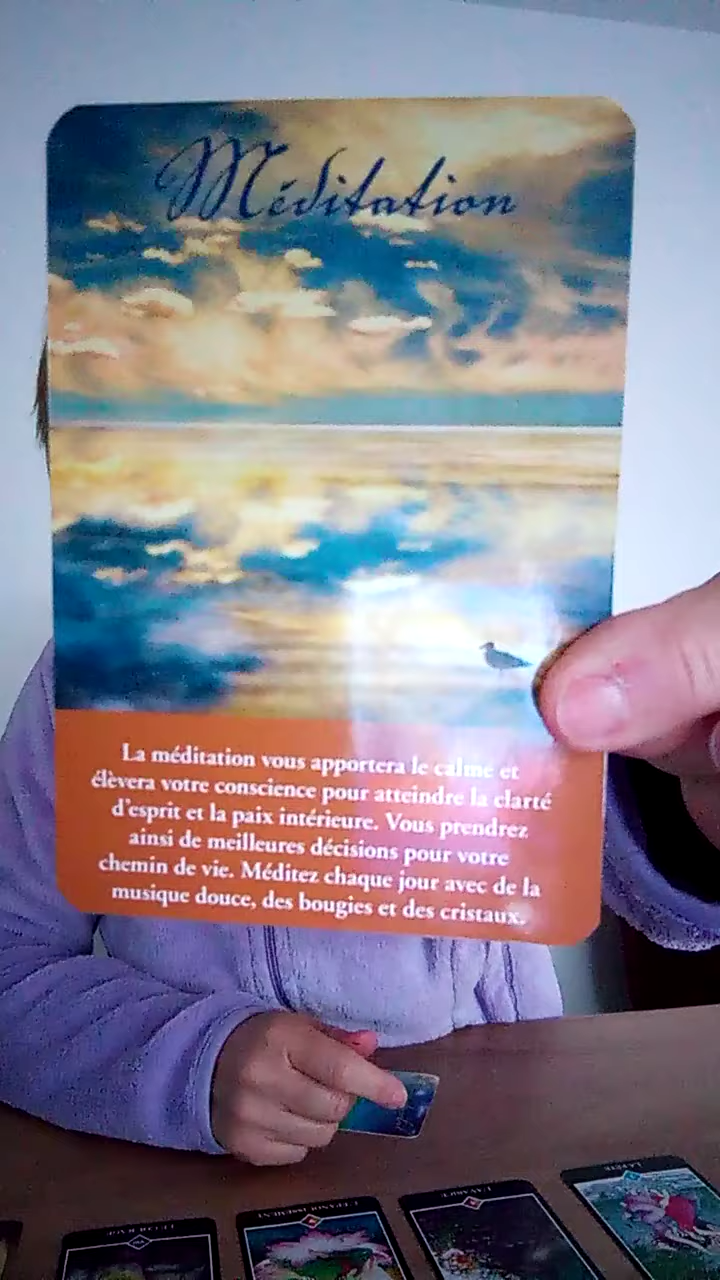 Méditation
La méditation vous apportera le calme et
élèvera votre conscience pour atteindre la clarté
d'esprit et la paix intérieure. Vous prendrez
ainsi de meilleures décisions pour votre
chemin de vie. Méditez chaque jour avec de la
musique douce, des bougies et des cristaux.